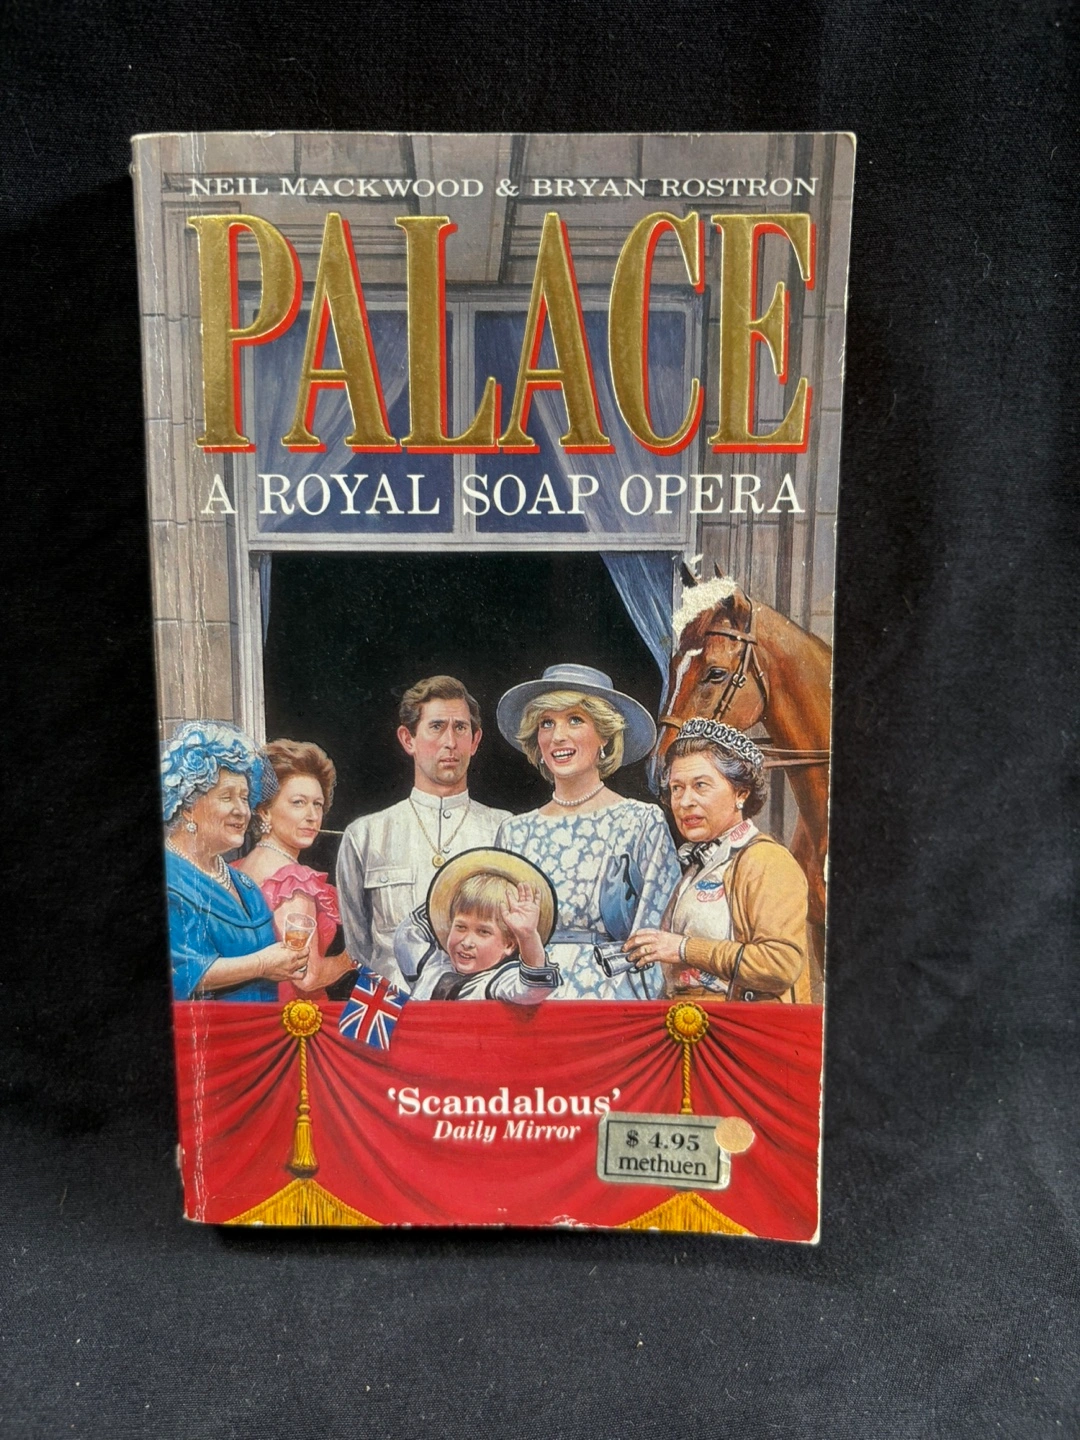 NEIL MACKWOOD & BRYAN ROSTRON
PALACE
A ROYAL SOAP OPERA
'Scandalous'
Daily Mirror
$ 4.95
methuen